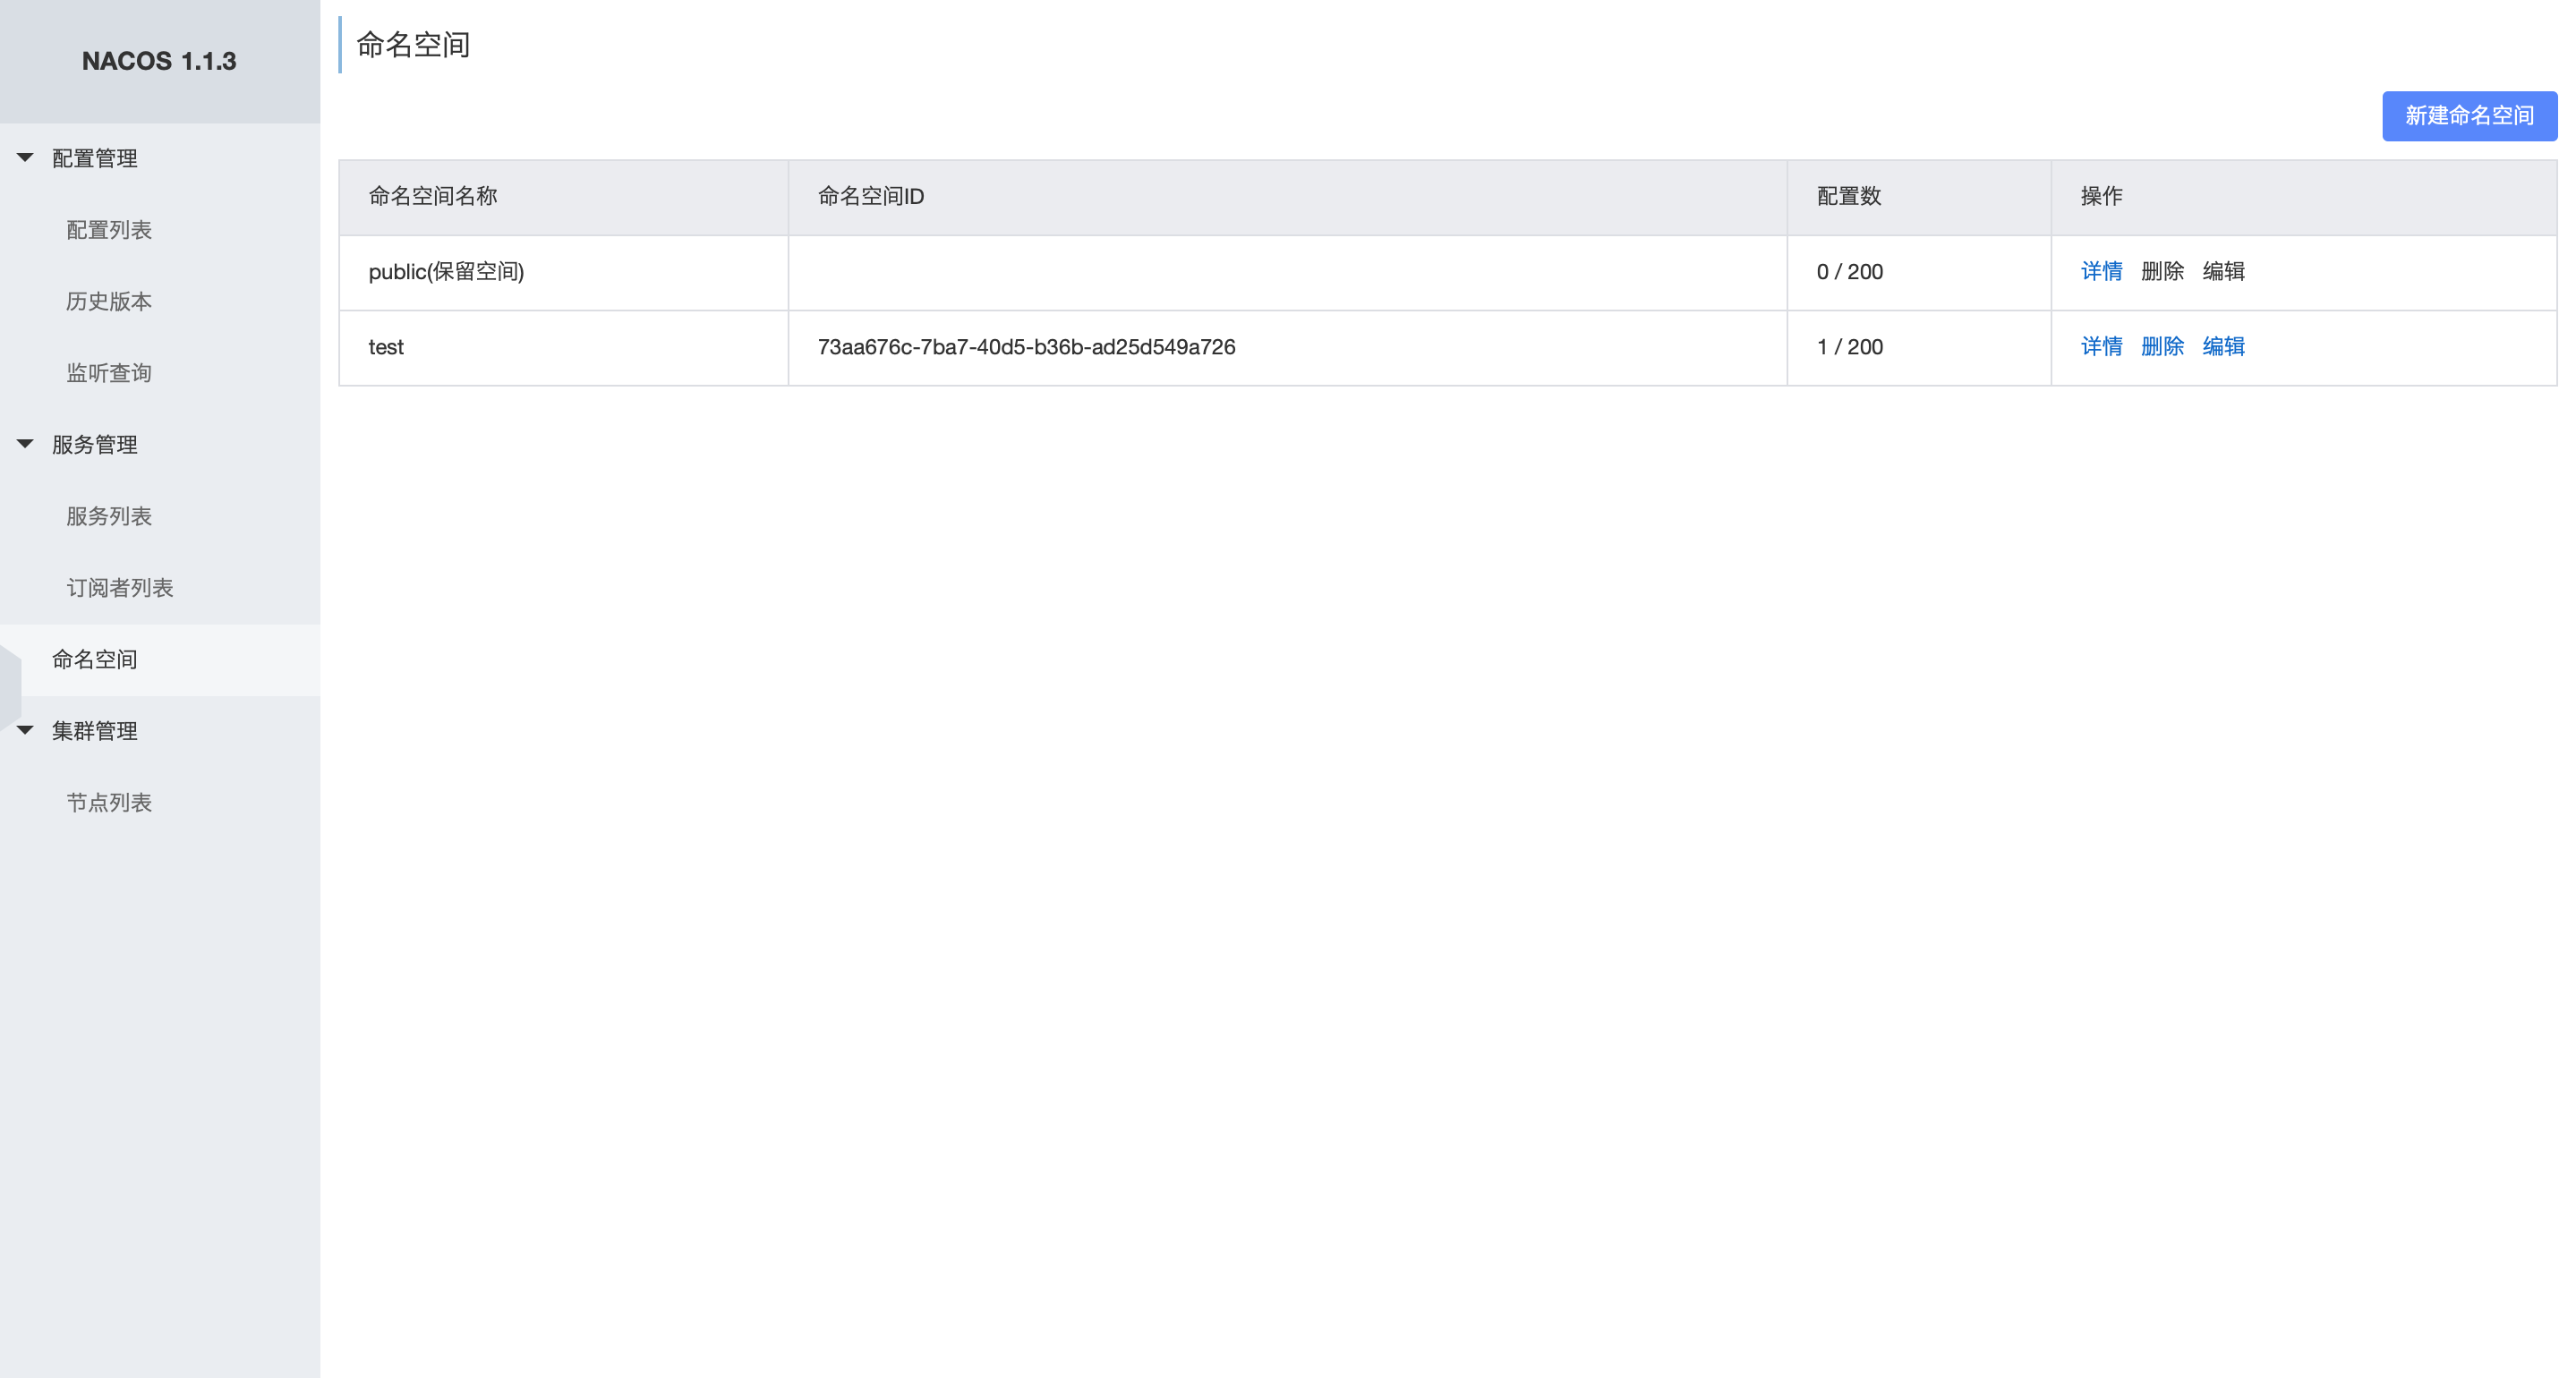 NACOS 1.1.3
配置管理
配置列表
历史版本
监听查询
服务管理
服务列表
订阅者列表
命名空间
集群管理
节点列表
命名空间
新建命名空间
命名空间名称 命名空间ID 配置数 操作
public(保留空间) 0 / 200 详情 删除 编辑
test 73aa676c-7ba7-40d5-b36b-ad25d549a726 1 / 200 详情 删除 编辑